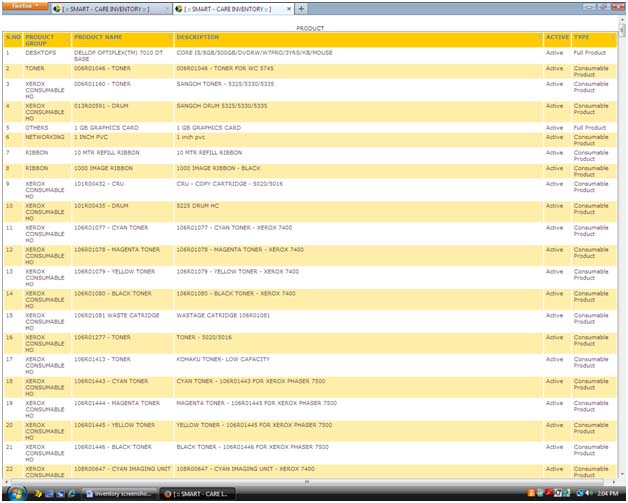 Firefox
[ :: SMART - CARE INVENTORY :: ]
[ :: SMART - CARE INVENTORY :: ]
PRODUCT
S.NO PRODUCT GROUP PRODUCT NAME DESCRIPTION ACTIVE TYPE
1 DESKTOPS DELLDP OPTIPLEX(TM) 7010 DT BASE CORE I3/8GB/500GB/DVDRW/W7PRO/3YRS/KB/MOUSE Active Full Product
2 TONER 006R01046 - TONER 006R01046 - TONER FOR WC 5745 Active Consumable Product
3 XEROX CONSUMABLE HO 006R01160 - TONER SANGOH TONER - 5325/5330/5335 Active Consumable Product
4 XEROX CONSUMABLE HO 013R00591 - DRUM SANGOH DRUM 5325/5330/5335 Active Consumable Product
5 OTHERS 1 GB GRAPHICS CARD 1 GB GRAPHICS CARD Active Full Product
6 NETWORKING 1 INCH PVC 1 inch pvc Active Consumable Product
7 RIBBON 10 MTR REFILL RIBBON 10 MTR REFILL RIBBON Active Consumable Product
8 RIBBON 1000 IMAGE RIBBON 1000 IMAGE RIBBON - BLACK Active Consumable Product
9 XEROX CONSUMABLE HO 101R00432 - CRU CRU - COPY CARTRIDGE - 5020/5016 Active Consumable Product
10 XEROX CONSUMABLE HO 101R00435 - DRUM 5225 DRUM HC Active Consumable Product
11 XEROX CONSUMABLE HO 106R01077 - CYAN TONER 106R01077 - CYAN TONER - XEROX 7400 Active Consumable Product
12 XEROX CONSUMABLE HO 106R01078 - MAGENTA TONER 106R01078 - MAGENTA TONER - XEROX 7400 Active Consumable Product
13 XEROX CONSUMABLE HO 106R01079 - YELLOW TONER 106R01079 - YELLOW TONER - XEROX 7400 Active Consumable Product
14 XEROX CONSUMABLE HO 106R01080 - BLACK TONER 106R01080 - BLACK TONER - XEROX 7400 Active Consumable Product
15 XEROX CONSUMABLE HO 106R01081 WASTE CATRIDGE WASTAGE CATRIDGE 106R01081 Active Consumable Product
16 XEROX CONSUMABLE HO 106R01277 - TONER TONER - 5020/5016 Active Consumable Product
17 XEROX CONSUMABLE HO 106R01413 - TONER KOHAKU TONER- LOW CAPACITY Active Consumable Product
18 XEROX CONSUMABLE HO 106R01443 - CYAN TONER CYAN TONER - 106R01443 FOR XEROX PHASER 7500 Active Consumable Product
19 XEROX CONSUMABLE HO 106R01444 - MAGENTA TONER MAGENTA TONER - 106R01445 FOR XEROX PHASER 7500 Active Consumable Product
20 XEROX CONSUMABLE HO 106R01445 - YELLOW TONER YELLOW TONER - 106R01445 FOR XEROX PHASER 7500 Active Consumable Product
21 XEROX CONSUMABLE HO 106R01446 - BLACK TONER BLACK TONER - 106R01446 FOR XEROX PHASER 7500 Active Consumable Product
22 XEROX CONSUMABLE 108R00647 - CYAN IMAGING UNIT 108R00647 - CYAN IMAGING UNIT - XEROX 7400 Active Consumable Product
inventory screensho...
[ :: SMART - CARE I...
2:04 PM